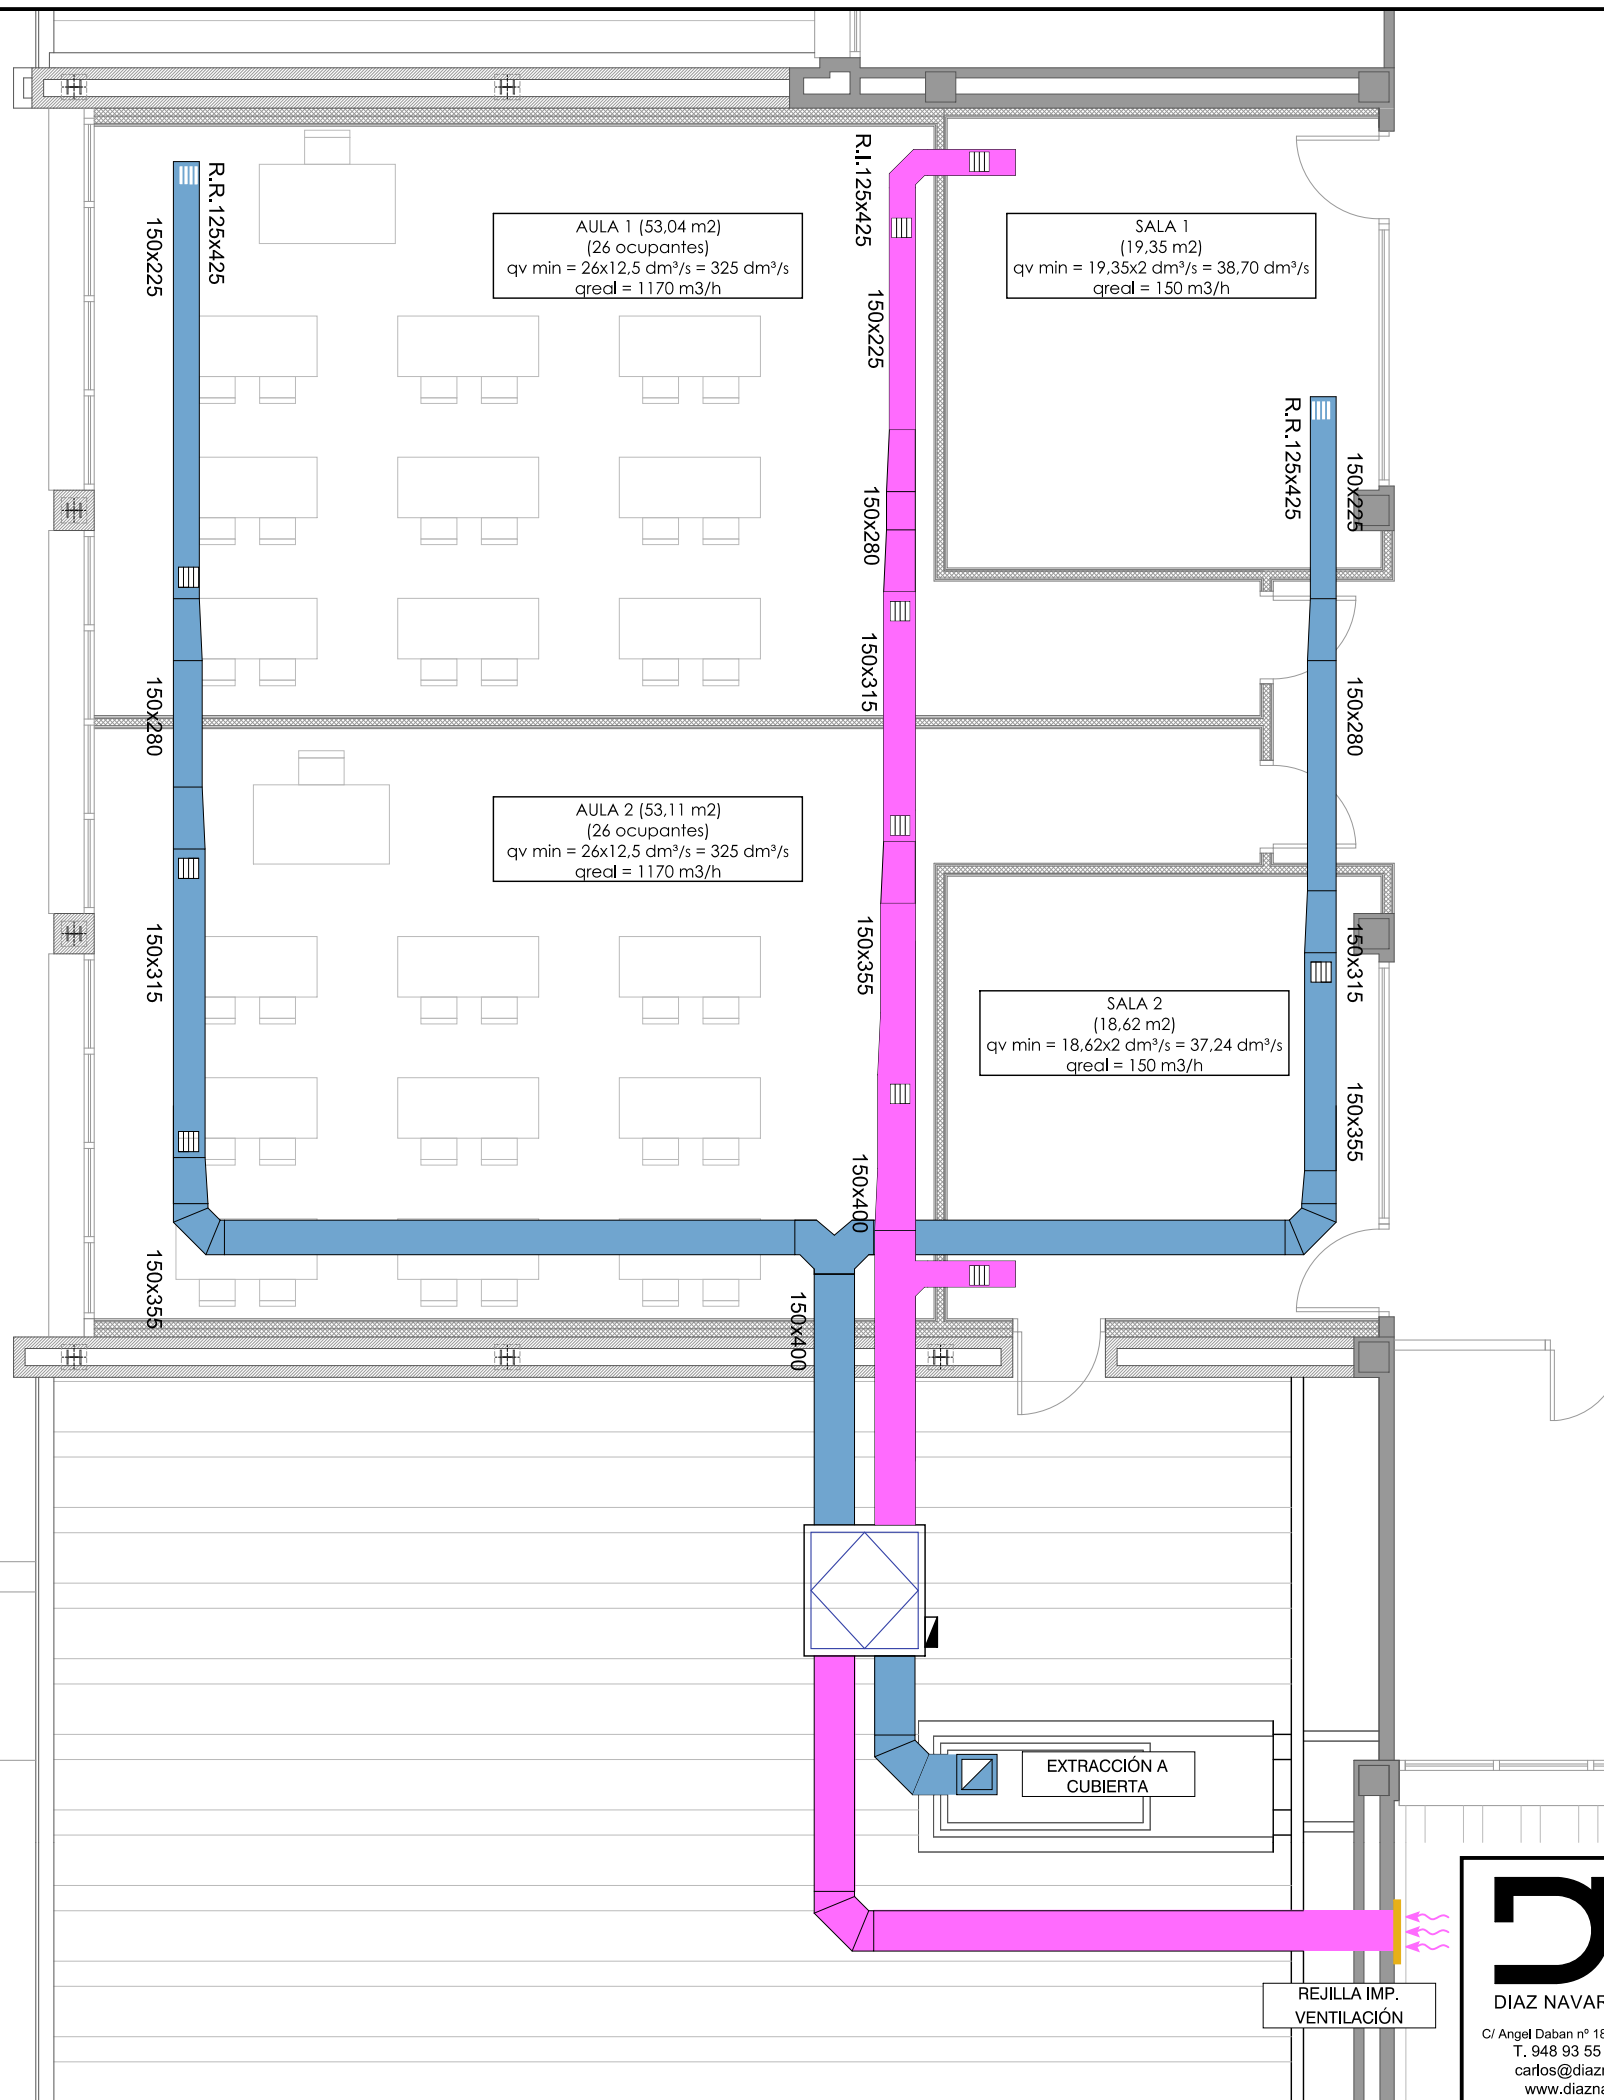 R.R.125x425
150x225
AULA 1 (53,04 m2)
(26 ocupantes)
qv min = 26x12,5 dm³/s = 325 dm³/s
qreal = 1170 m3/h
R.I.125x425
150x225
SALA 1
(19,35 m2)
qv min = 19,35x2 dm³/s = 38,70 dm³/s
qreal = 150 m3/h
R.R.125x425
150x225
150x280
150x315
150x280
150x280
AULA 2 (53,11 m2)
(26 ocupantes)
qv min = 26x12,5 dm³/s = 325 dm³/s
qreal = 1170 m3/h
150x315
150x355
150x315
SALA 2
(18,62 m2)
qv min = 18,62x2 dm³/s = 37,24 dm³/s
qreal = 150 m3/h
150x355
150x400
150x355
150x400
EXTRACCIÓN A
CUBIERTA
REJILLA IMP.
VENTILACIÓN
DIAZ NAVAR
C/ Angel Daban nº 18
T. 948 93 55
carlos@diazn
www.diazna